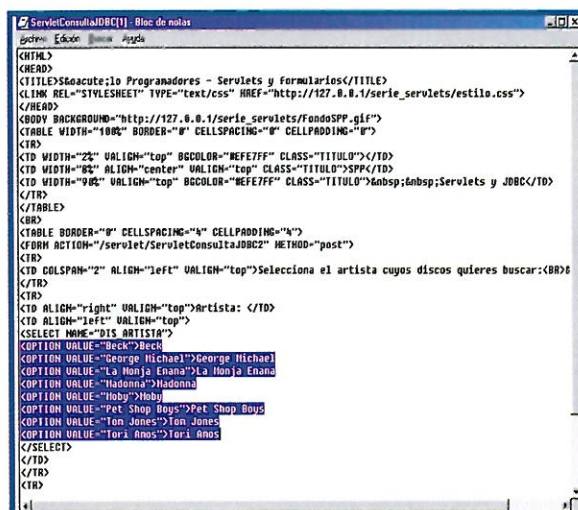 ServletConsultaJDBC[1] - Bloc de notas
Archivo Edición Buscar Ayuda
<HTML>
<HEAD>
<TITLE>S&oacute;lo Programadores - Servlets y Formularios</TITLE>
<LINK REL="STYLESHEET" TYPE="text/css" HREF="http://127.0.0.1/serie_servlets/estilo.css">
</HEAD>
<BODY BACKGROUND="http://127.0.0.1/serie_servlets/FondoSPP.gif">
<TABLE WIDTH="100%" BORDER="0" CELLSPACING="0" CELLPADDING="0">
<TR>
<TD WIDTH="2%" VALIGN="top" BGCOLOR="#EFE7FF" CLASS="TITULO"></TD>
<TD WIDTH="8%" ALIGN="center" VALIGN="top" CLASS="TITULO">SPP</TD>
<TD WIDTH="90%" VALIGN="top" BGCOLOR="#EFE7FF" CLASS="TITULO">&nbsp;&nbsp;Servlets y JDBC</TD>
</TR>
</TABLE>
<BR>
<TABLE BORDER="0" CELLSPACING="4" CELLPADDING="4">
<FORM ACTION="/servlet/ServletConsultaJDBC2" METHOD="post">
<TR>
<TD COLSPAN="2" ALIGN="left" VALIGN="top">Selecciona el artista cuyos discos quieres buscar:<BR>&
</TR>
<TR>
<TD ALIGN="right" VALIGN="top">Artista: </TD>
<TD ALIGN="left" VALIGN="top">
<SELECT NAME="DIS_ARTISTA">
<OPTION VALUE="Beck">Beck
<OPTION VALUE="George Michael">George Michael
<OPTION VALUE="La Monja Enana">La Monja Enana
<OPTION VALUE="Madonna">Madonna
<OPTION VALUE="Moby">Moby
<OPTION VALUE="Pet Shop Boys">Pet Shop Boys
<OPTION VALUE="Tom Jones">Tom Jones
<OPTION VALUE="Tori Amos">Tori Amos
</SELECT>
</TD>
</TR>
<TR>